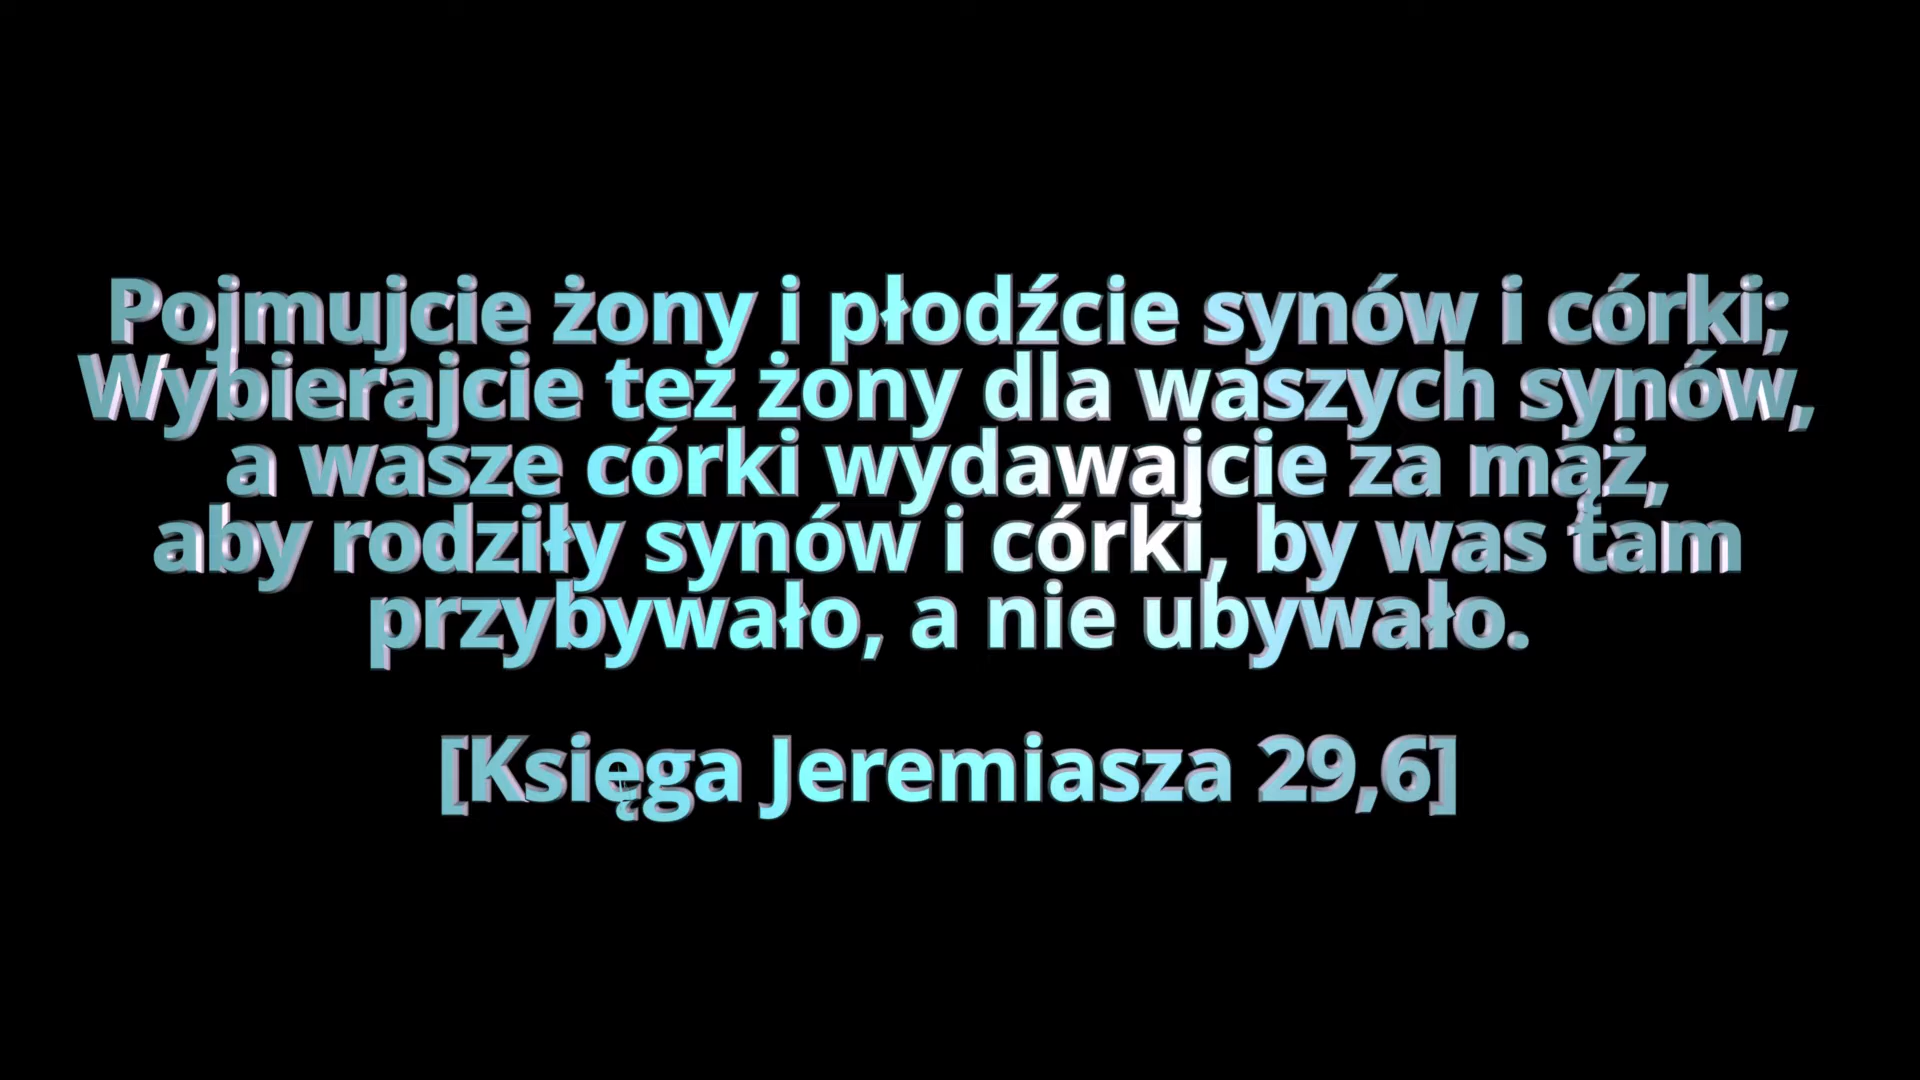 Pojmujcie żony i płodźcie synów i córki;
Wybierajcie też żony dla waszych synów,
a wasze córki wydawajcie za mąż,
aby rodziły synów i córki, by was tam
przybywało, a nie ubywało.
[Księga Jeremiasza 29,6]